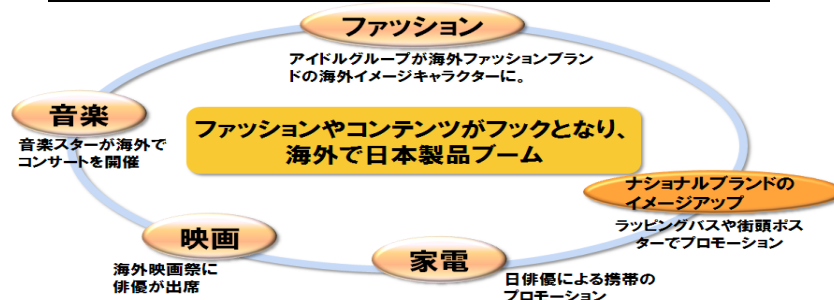 ファッション
アイドルグループが海外ファッションブラン
ドの海外イメージキャラクターに。
音楽
音楽スターが海外で
コンサートを開催
ファッションやコンテンツがフックとなり、
海外で日本製品ブーム
ナショナルブランドの
イメージアップ
ラッピングバスや街頭ポス
ターでプロモーション
映画
海外映画祭に
俳優が出席
家電
日俳優による携帯の
プロモーション